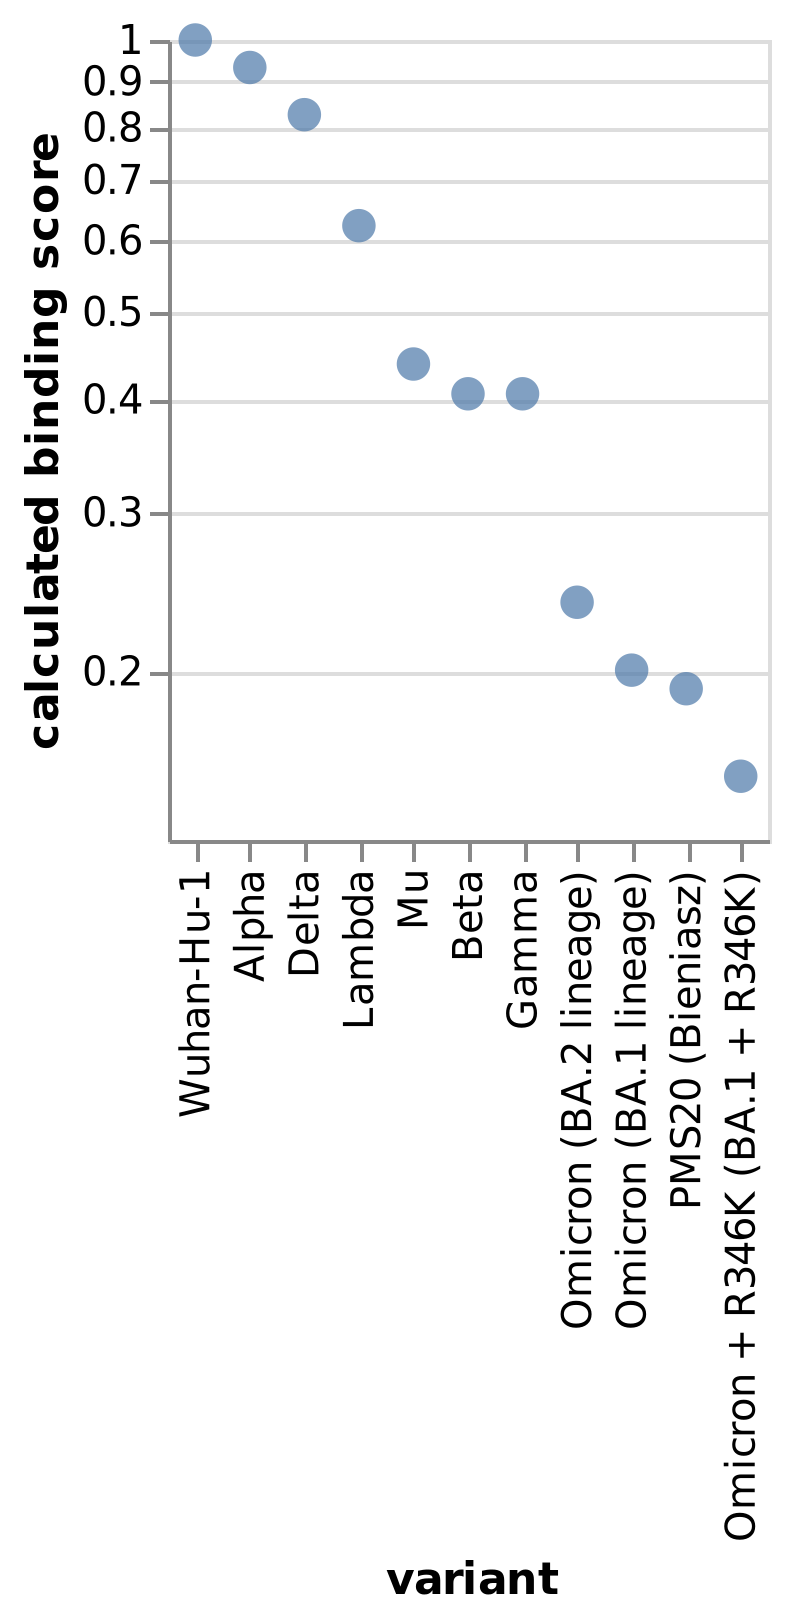 calculated binding score
1
0.9
0.8
0.7
0.6
0.5
0.4
0.3
0.2
Wuhan-Hu-1
Alpha
Delta
Lambda
Mu
Beta
Gamma
Omicron (BA.2 lineage)
Omicron (BA.1 lineage)
PMS20 (Bieniasz)
Omicron + R346K (BA.1 + R346K)
variant